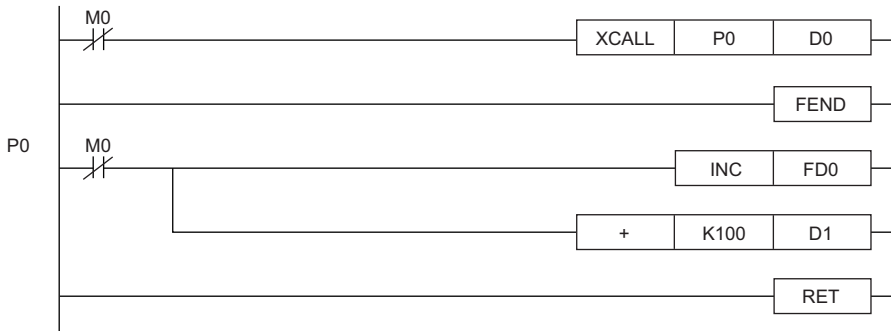 M0
XCALL P0 D0
FEND
P0 M0
INC FD0
+ K100 D1
RET